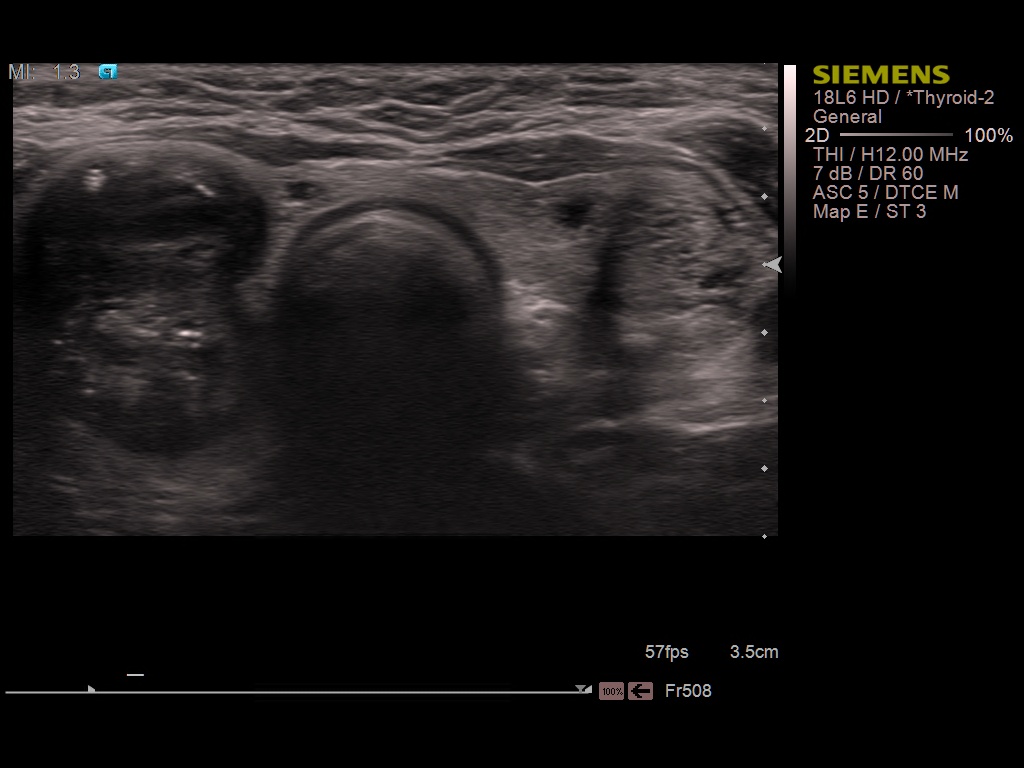 MI: 1.3
SIEMENS
18L6 HD / *Thyroid-2
General
2D 100%
THI / H12.00 MHz
7 dB / DR 60
ASC 5 / DTCE M
Map E / ST 3
57fps 3.5cm
100% Fr508